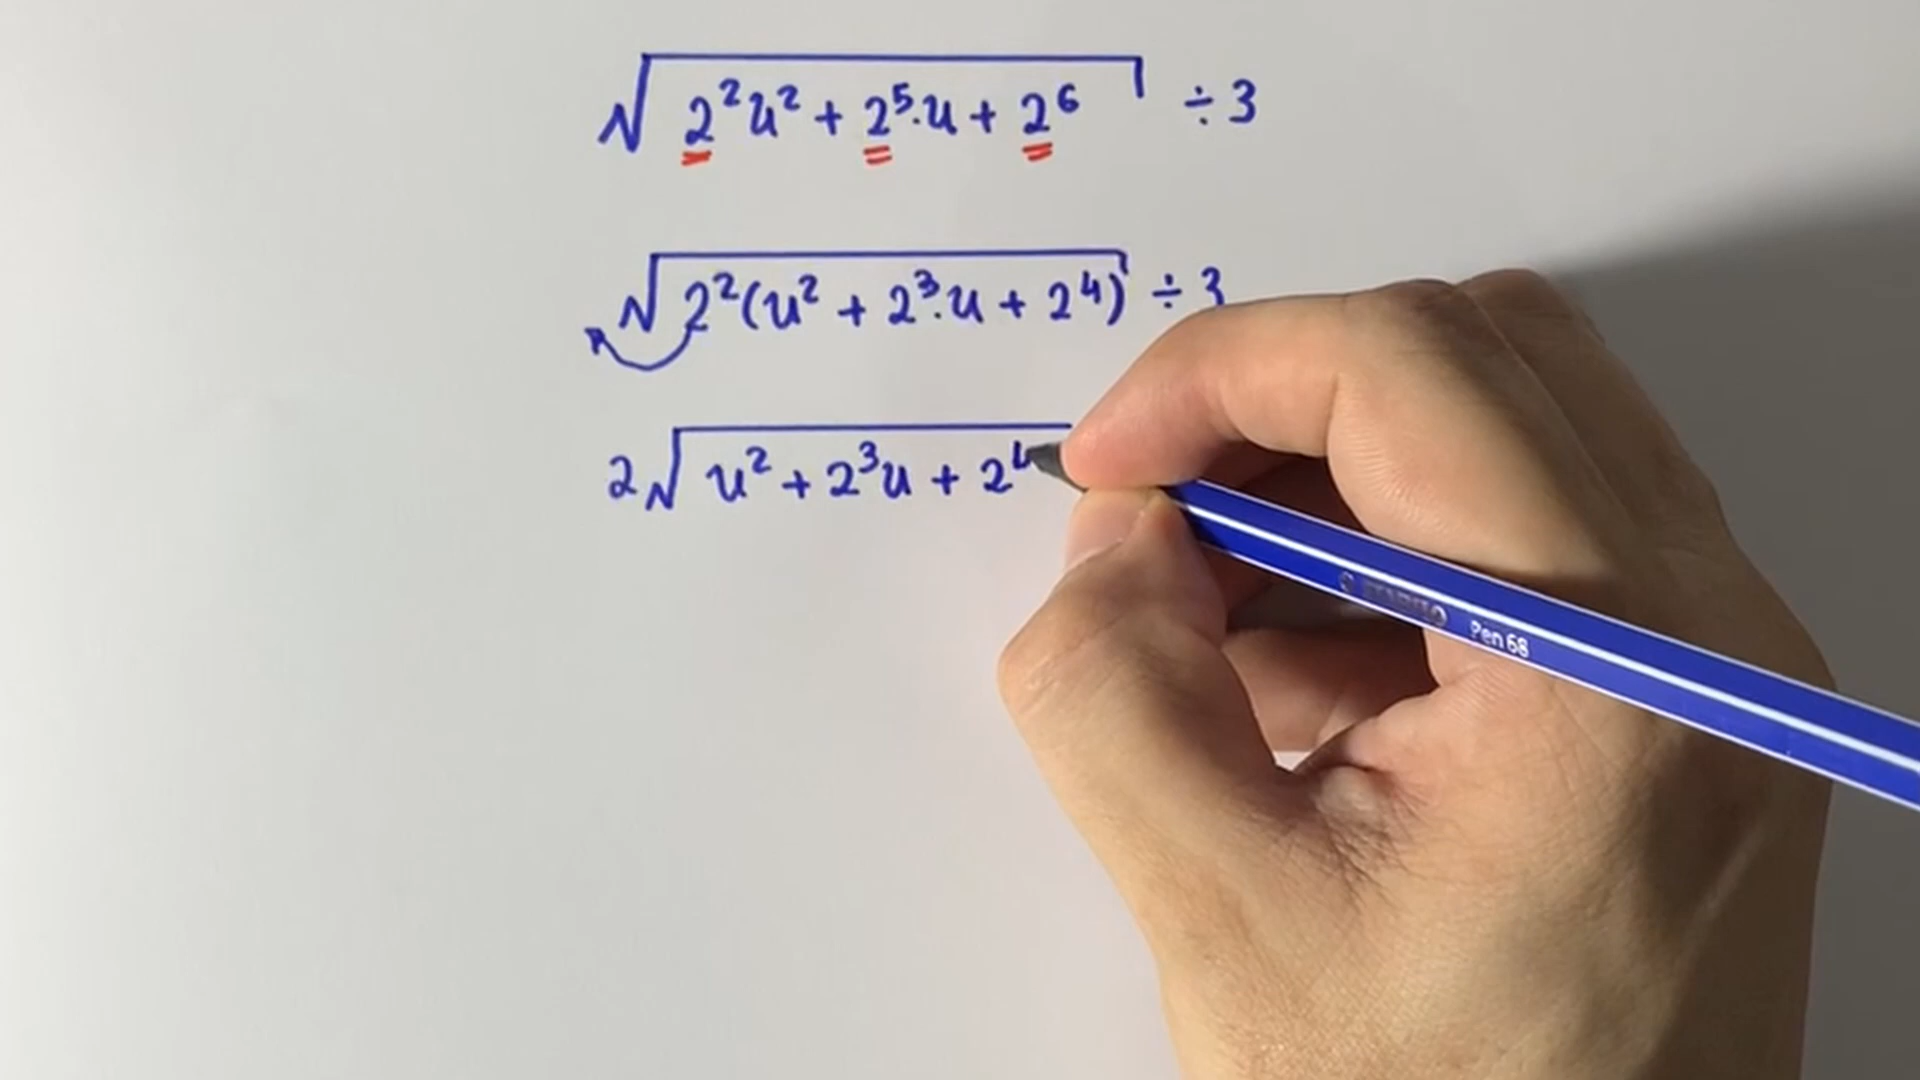 √(2²u² + 2⁵·u + 2⁶) ÷ 3
√(2²(u² + 2³·u + 2⁴)) ÷ 3
2√(u² + 2³u + 2⁴
Pen 68